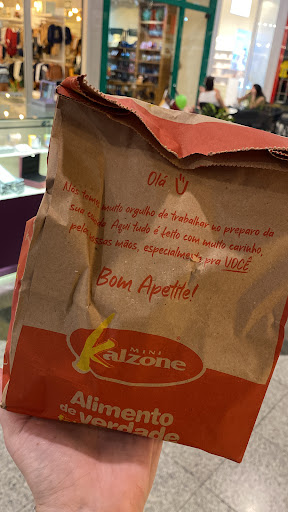 Olá
Nós temos muito orgulho de trabalhar no preparo da
sua comida. Aqui tudo é feito com muito carinho,
pelas nossas mãos, especialmente pra VOCÊ
Bom Apetite!
MINI
Kalzone
Alimento
de
verdade